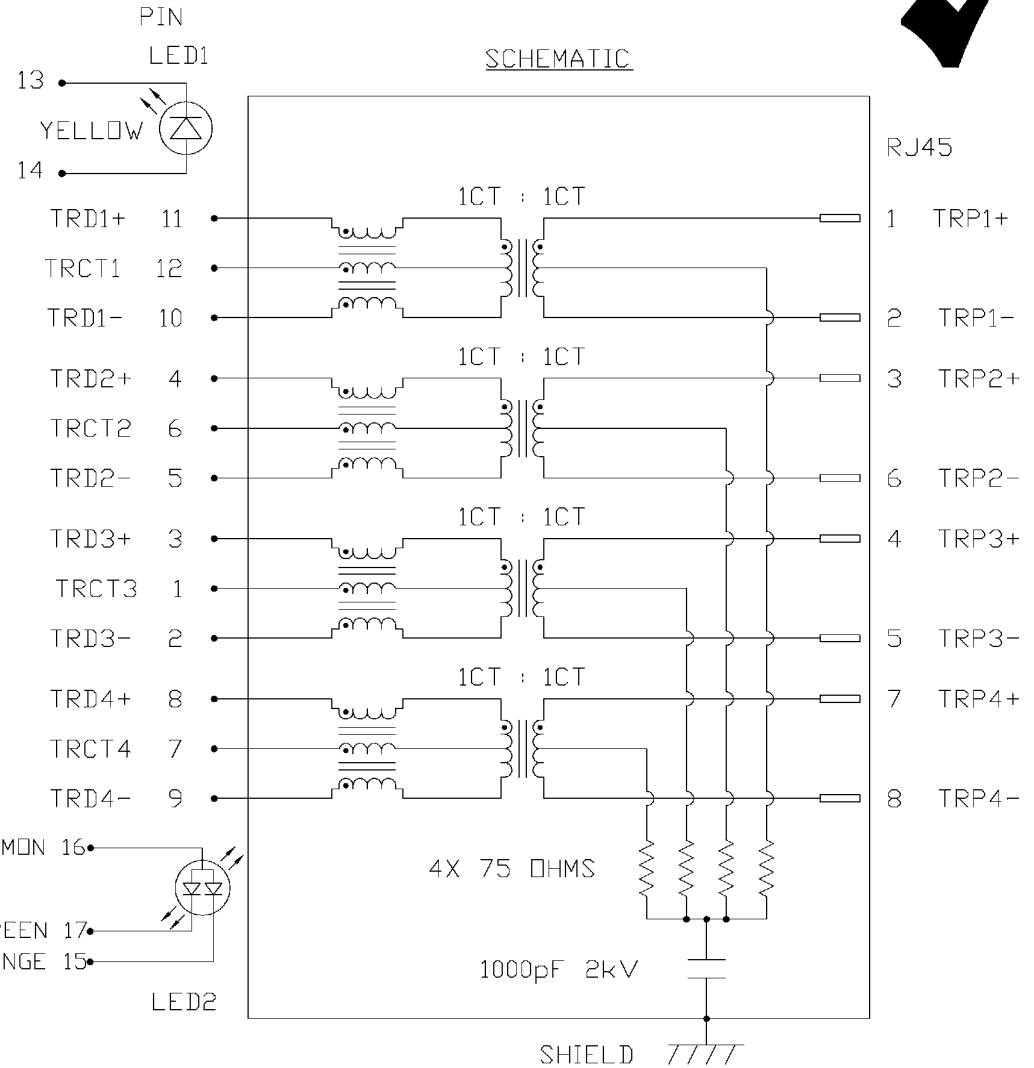 PIN
LED1
SCHEMATIC
13
YELLOW
14
RJ45
1CT : 1CT
TRD1+ 11
1 TRP1+
TRCT1 12
TRD1- 10
2 TRP1-
1CT : 1CT
TRD2+ 4
3 TRP2+
TRCT2 6
TRD2- 5
6 TRP2-
1CT : 1CT
TRD3+ 3
4 TRP3+
TRCT3 1
TRD3- 2
5 TRP3-
1CT : 1CT
TRD4+ 8
7 TRP4+
TRCT4 7
TRD4- 9
8 TRP4-
MON 16
4X 75 OHMS
EEN 17
NGE 15
1000pF 2kV
LED2
SHIELD